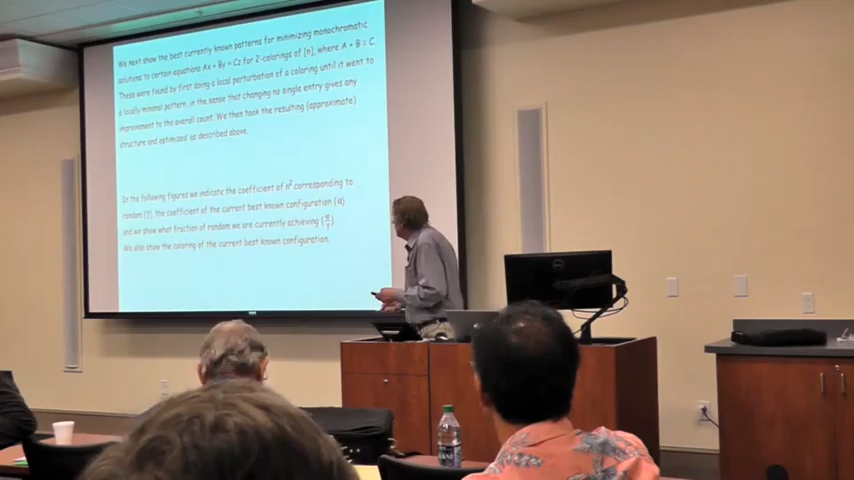 We next show the best currently known patterns for minimizing monochromatic
solutions to certain equations Ax + By = Cz for 2-colorings of [n], where A + B = C.
These were found by first doing a local perturbation of a coloring until it went to
a locally minimal pattern, in the sense that changing no single entry gives any
improvement to the overall count. We then took the resulting (approximate)
structure and optimized as described above.
In the following figures we indicate the coefficient of n² corresponding to
random (γ), the coefficient of the current best known configuration (α)
and we show what fraction of random we are currently achieving (α/γ)
We also show the coloring of the current best known configuration.